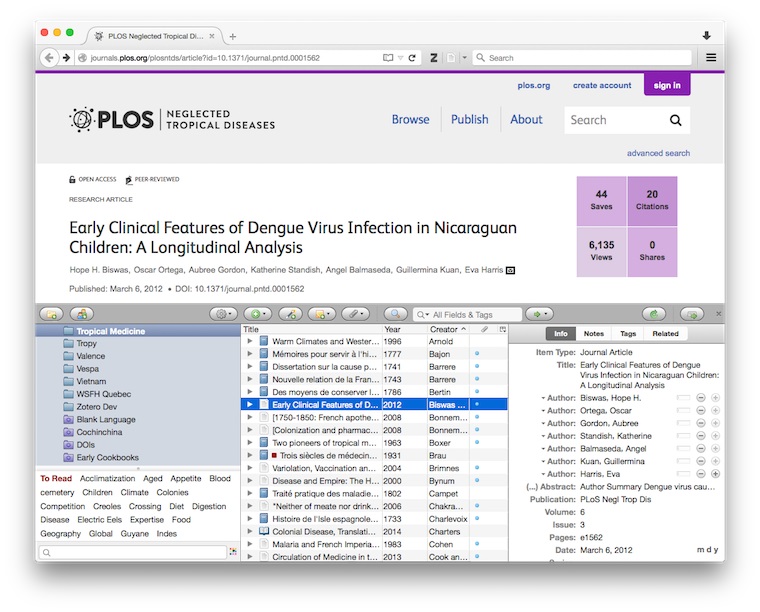 PLOS Neglected Tropical Di...
journals.plos.org/plosntds/article?id=10.1371/journal.pntd.0001562
Z
Search
plos.org
create account
sign in
PLOS
NEGLECTED
TROPICAL DISEASES
Browse
Publish
About
Search
advanced search
OPEN ACCESS
PEER-REVIEWED
RESEARCH ARTICLE
Early Clinical Features of Dengue Virus Infection in Nicaraguan
Children: A Longitudinal Analysis
Hope H. Biswas, Oscar Ortega, Aubree Gordon, Katherine Standish, Angel Balmaseda, Guillermina Kuan, Eva Harris
Published: March 6, 2012 • DOI: 10.1371/journal.pntd.0001562
44
Saves
20
Citations
6,135
Views
0
Shares
All Fields & Tags
Tropical Medicine
Tropy
Valence
Vespa
Vietnam
WSFH Quebec
Zotero Dev
Blank Language
Cochinchina
DOIs
Early Cookbooks
To Read Acclimatization Aged Appetite Blood
cemetery Children Climate Colonies
Competition Creoles Crossing Diet Digestion
Disease Electric Eels Expertise Food
Geography Global Guyane Indes
Title Year Creator
Warm Climates and Wester... 1996 Arnold
Mémoires pour servir à l'hi... 1777 Bajon
Dissertation sur la cause p... 1741 Barrere
Nouvelle relation de la Fran... 1743 Barrere
Des moyens de conserver l... 1786 Bertin
Early Clinical Features of D... 2012 Biswas ...
[1750-1850: French apothe... 2008 Bonnem...
[Colonization and pharmac... 2008 Bonnem...
Two pioneers of tropical m... 1963 Boxer
Trois siècles de médecin... 1931 Brau
Variolation, Vaccination an... 2004 Brimnes
Disease and Empire: The H... 2000 Bynum
Traité pratique des maladie... 1802 Campet
"Neither of meate nor drink... 2006 Chakra...
Histoire de l'Isle espagnole... 1733 Charlevoix
Colonial Disease, Translati... 2014 Charters
Malaria and French Imperia... 1983 Cohen
Circulation of Medicine in t... 2013 Cook an...
Info
Notes
Tags
Related
Item Type: Journal Article
Title: Early Clinical Features of Dengue
Virus Infection in Nicaraguan Children:
A Longitudinal Analysis
Author: Biswas, Hope H.
Author: Ortega, Oscar
Author: Gordon, Aubree
Author: Standish, Katherine
Author: Balmaseda, Angel
Author: Kuan, Guillermina
Author: Harris, Eva
(...) Abstract: Author Summary Dengue virus cau...
Publication: PLoS Negl Trop Dis
Volume: 6
Issue: 3
Pages: e1562
Date: March 6, 2012 m d y